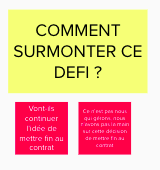 COMMENT
SURMONTER CE
DEFI ?
Vont-ils
continuer
l'idée de
mettre fin au
contrat
Ce n'est pas nous
qui gérons, nous
n'avons pas la main
sur cette décision
de mettre fin au
contrat